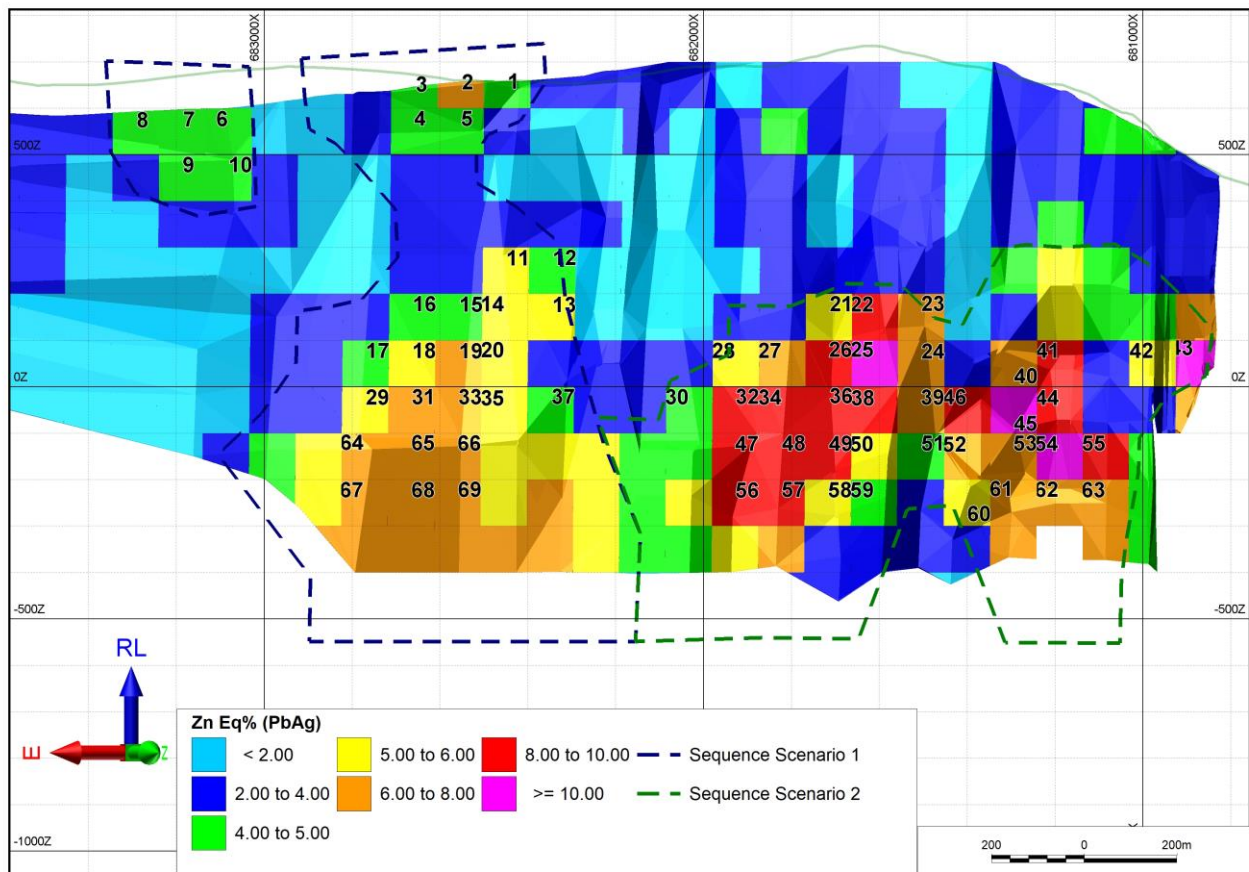 683000X 682000X 681000X
3 2 1
8 7 6 4 5
500Z 500Z
9 10
11 12
16 15 14 13 21 22 23
17 18 19 20 28 27 26 25 24 41 42 43
0Z 0Z
40
29 31 33 35 37 30 32 34 36 38 39 46 44
45
64 65 66 47 48 49 50 51 52 53 54 55
67 68 69 56 57 58 59 61 62 63
60
-500Z -500Z
RL
E Z
Zn Eq% (PbAg)
< 2.00 5.00 to 6.00 8.00 to 10.00 Sequence Scenario 1
2.00 to 4.00 6.00 to 8.00 >= 10.00 Sequence Scenario 2
4.00 to 5.00
-1000Z
200 0 200m